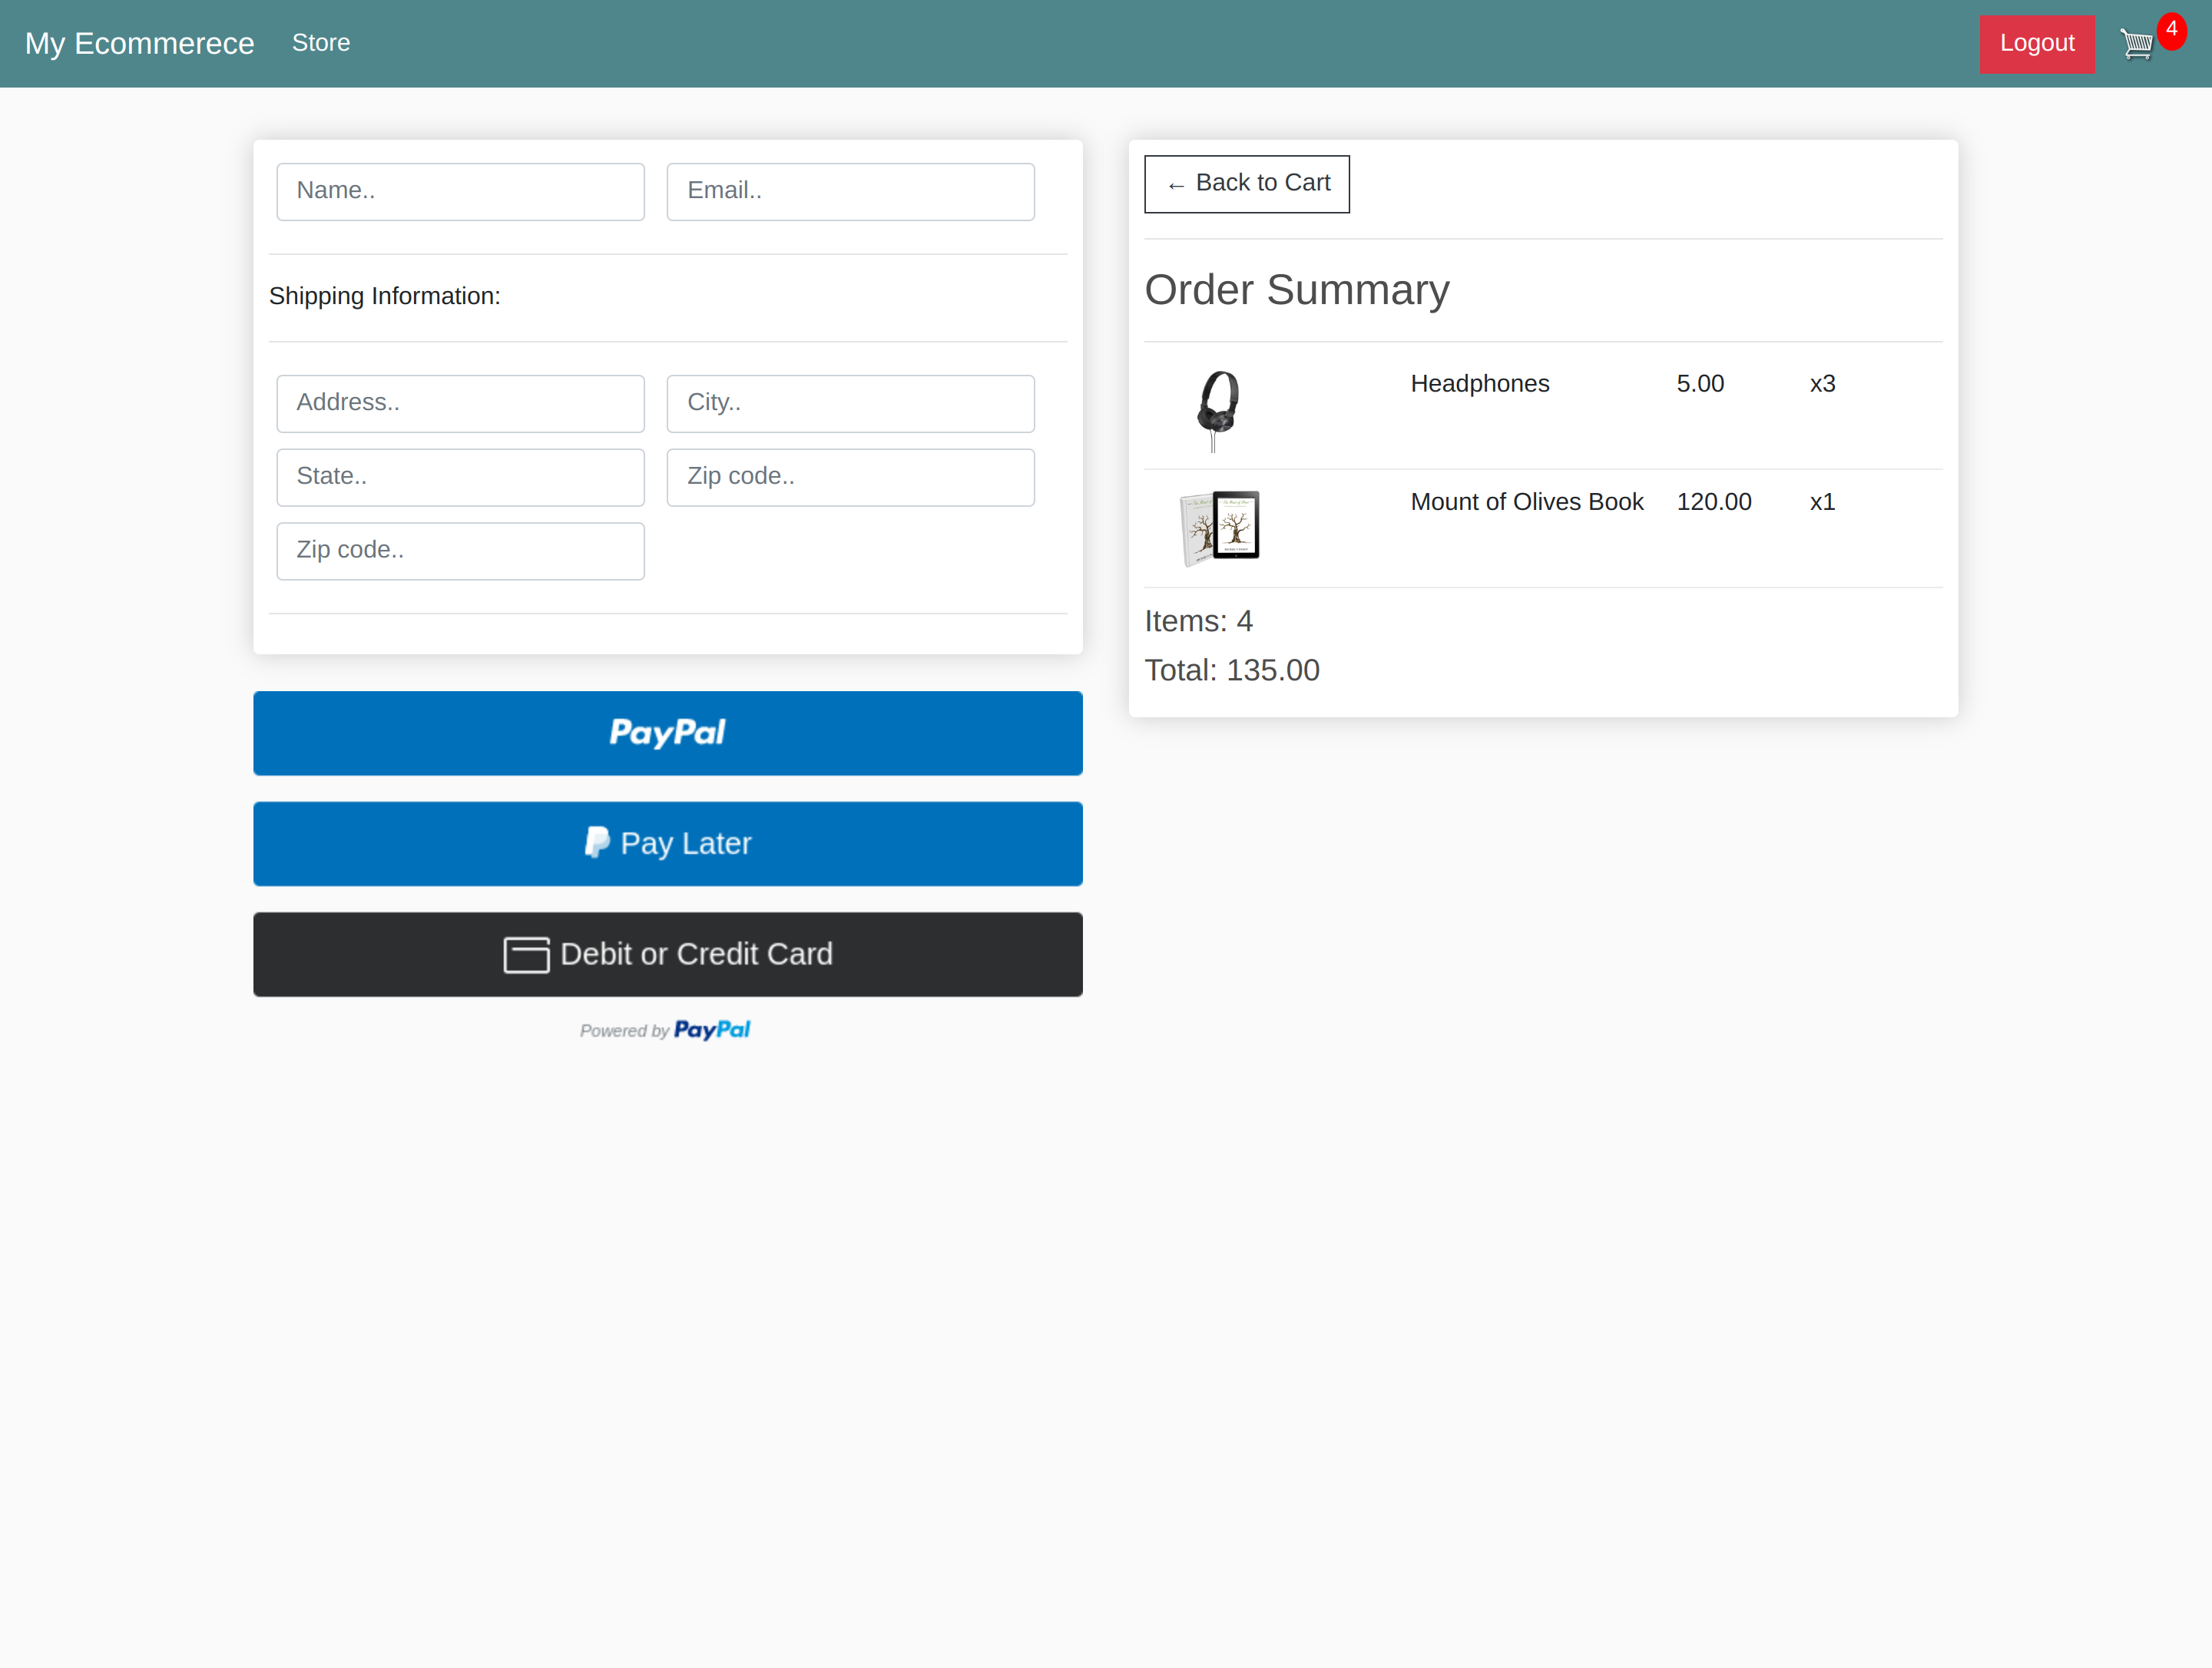 My Ecommerece
Store
Logout
4
Name..
Email..
Shipping Information:
Address..
City..
State..
Zip code..
Zip code..
PayPal
Pay Later
Debit or Credit Card
Powered by PayPal
← Back to Cart
Order Summary
Headphones 5.00 x3
Mount of Olives Book 120.00 x1
Items: 4
Total: 135.00